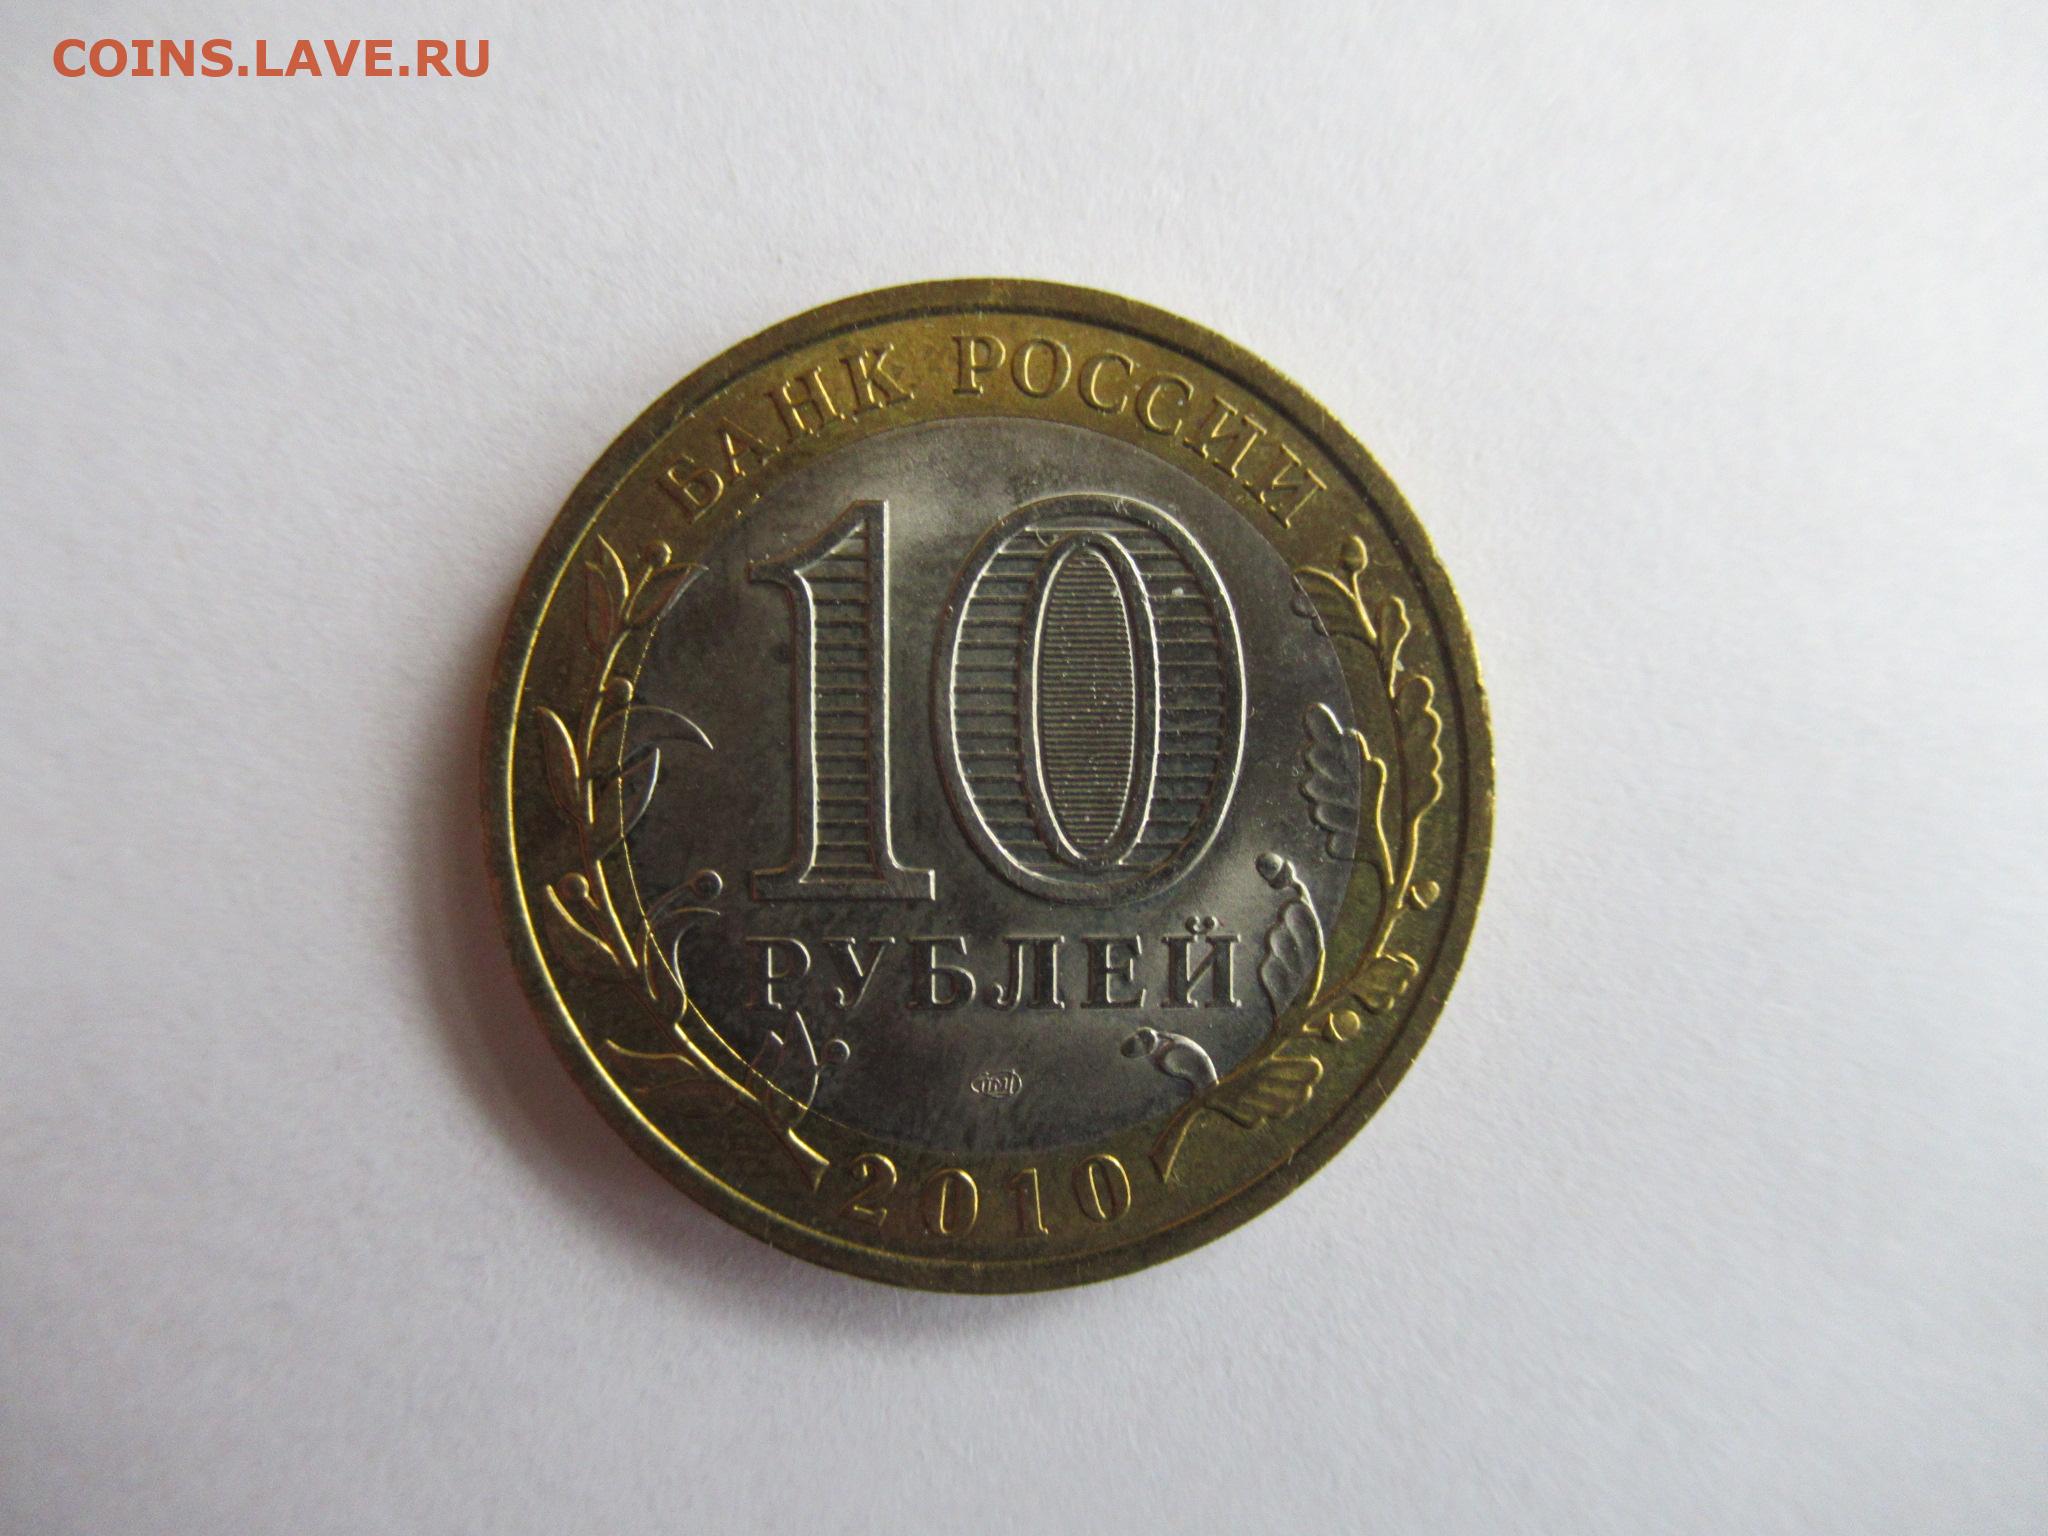 COINS.LAVE.RU
БАНК РОССИИ
10
РУБЛЕЙ
2010